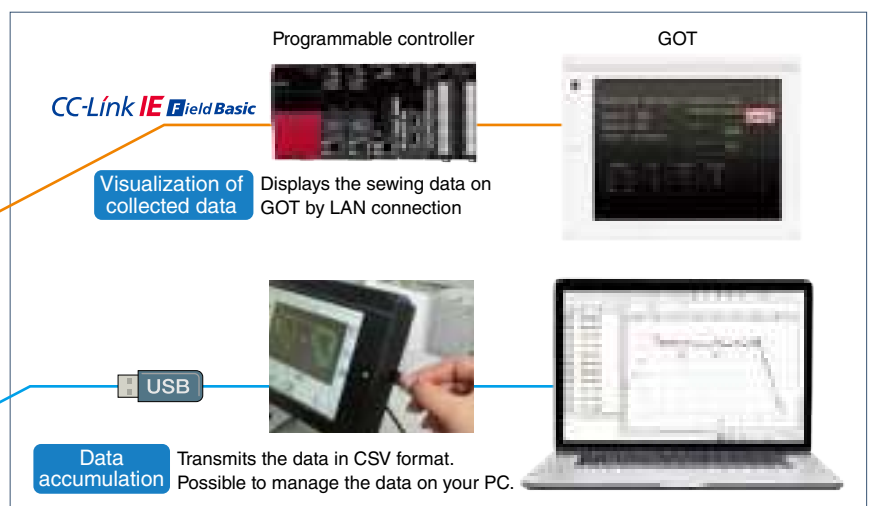 Programmable controller
GOT
CC-Link IE Field Basic
Visualization of
collected data
Displays the sewing data on
GOT by LAN connection
USB
Data
accumulation
Transmits the data in CSV format.
Possible to manage the data on your PC.